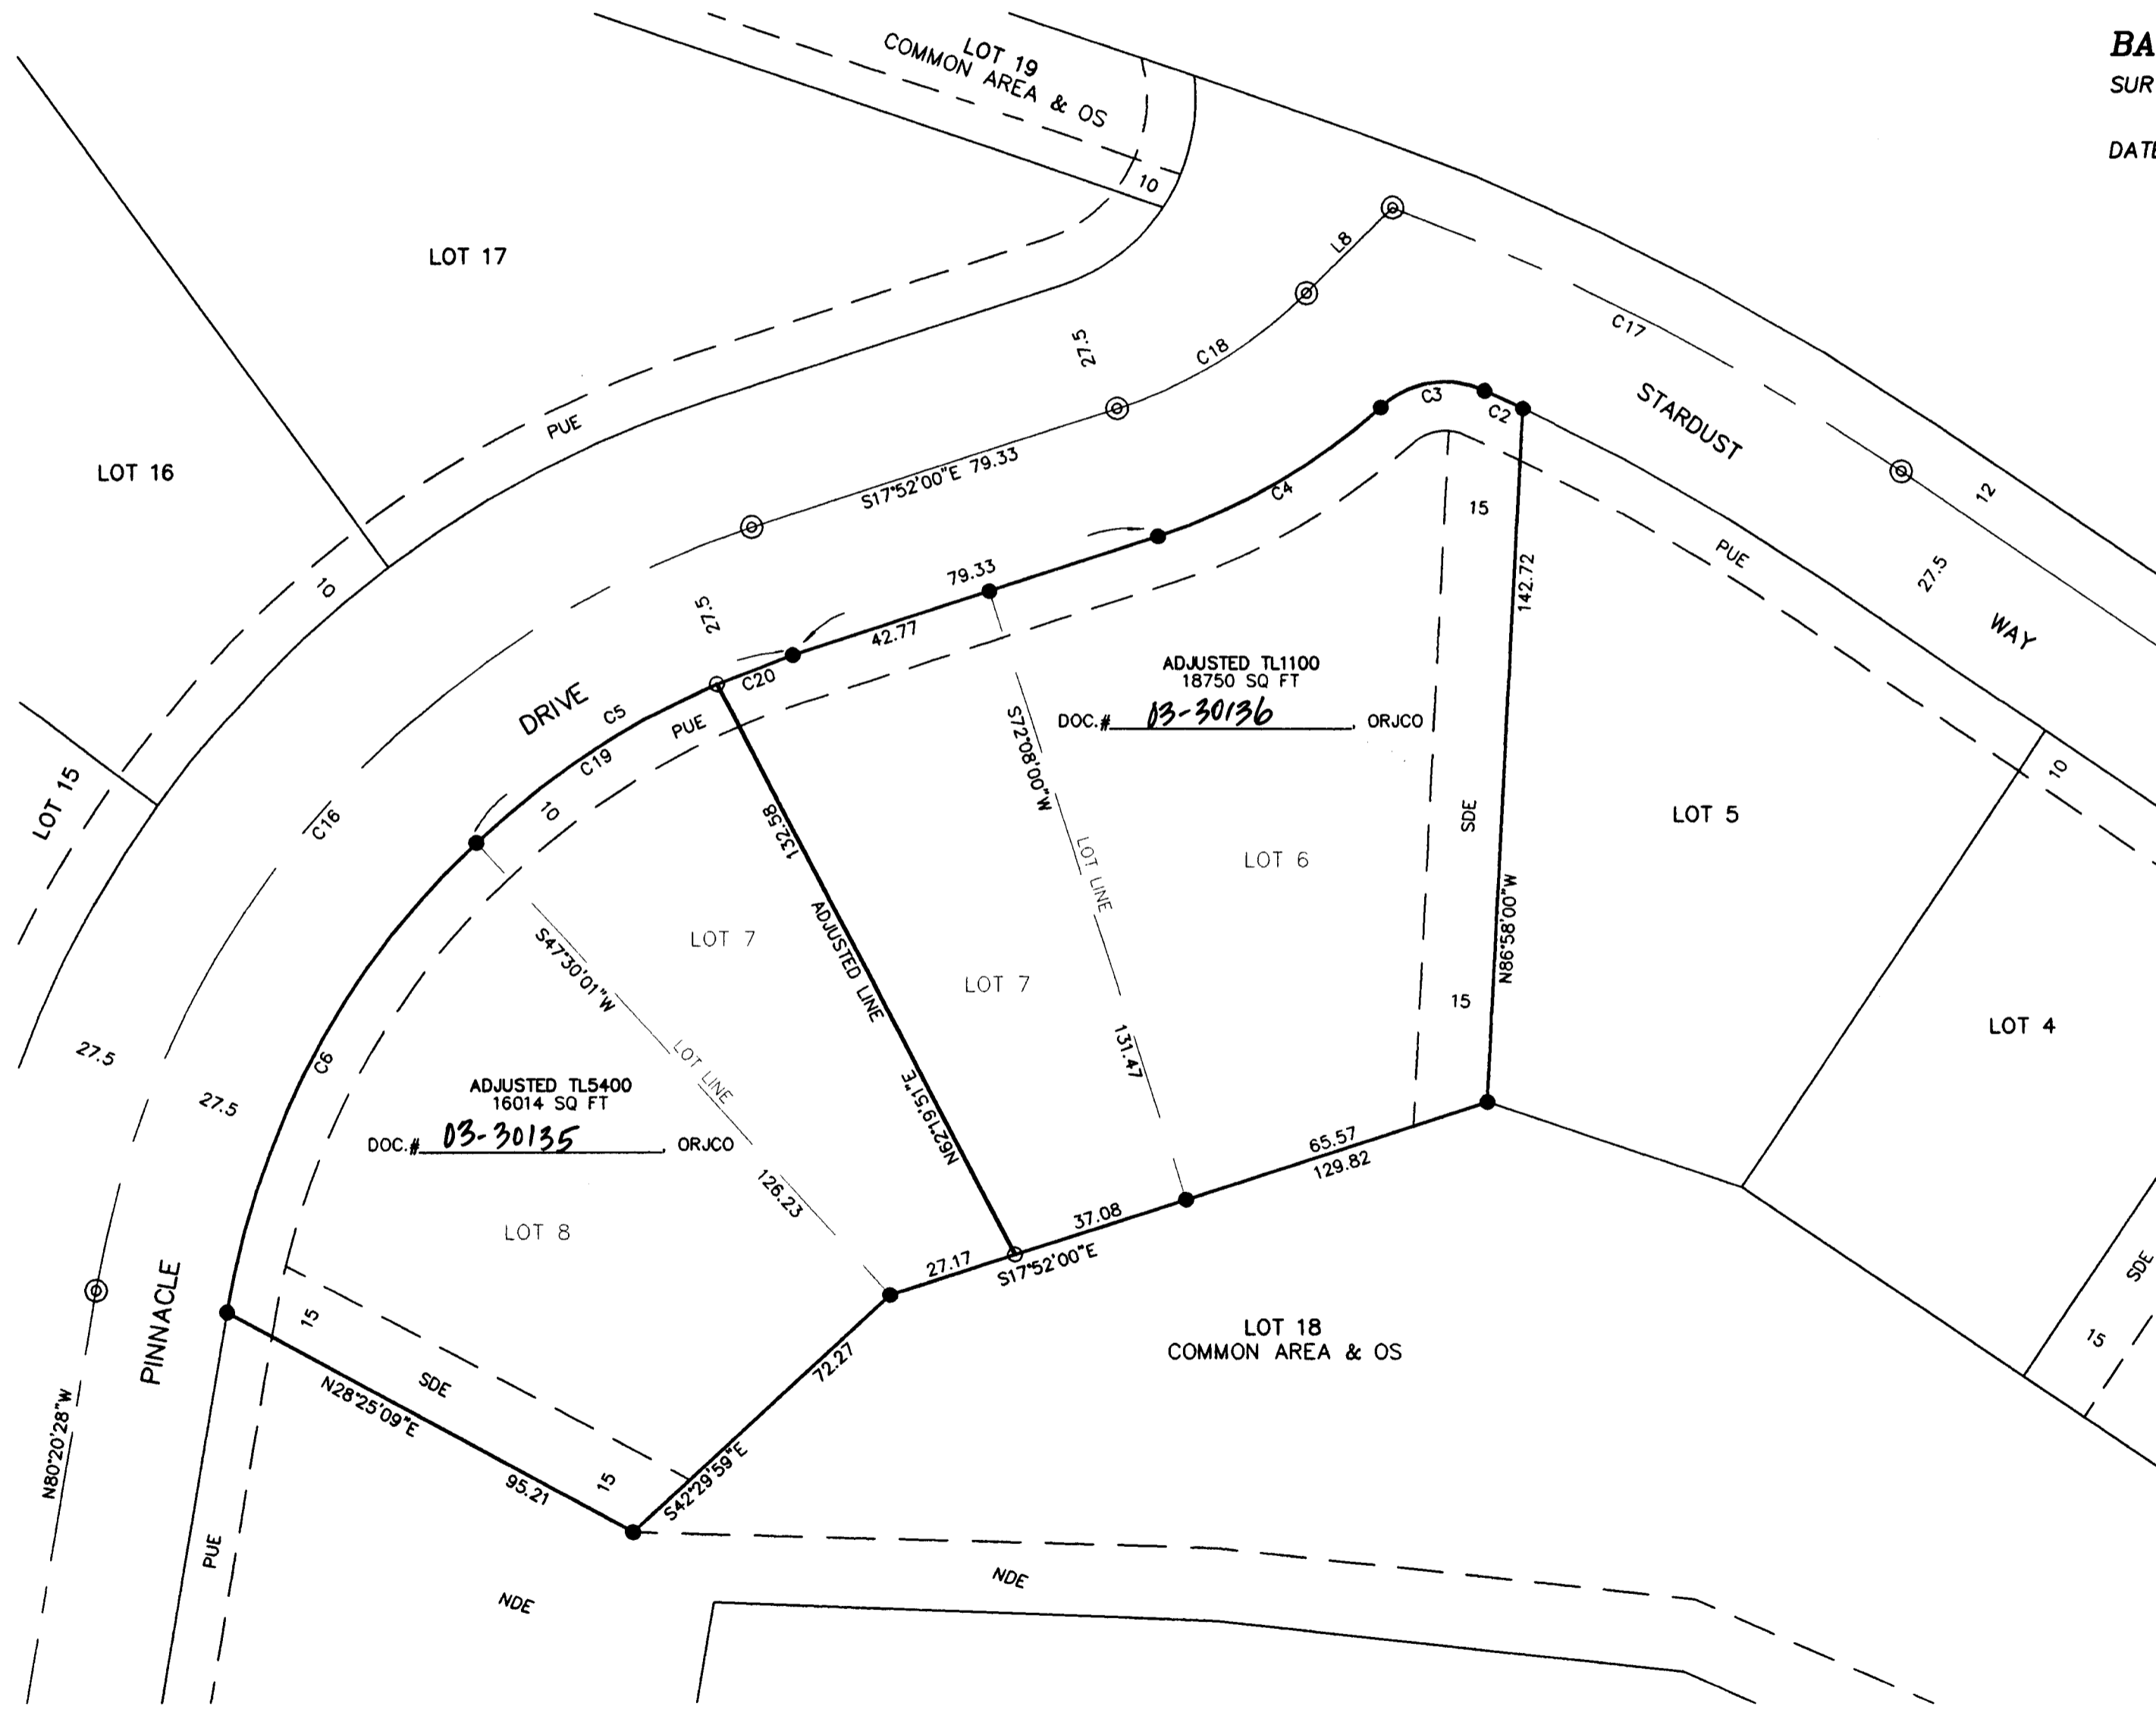 BA
SUR
DATE
LOT 19
COMMON AREA & OS
10
LOT 17
L8
C17
27.5
C18
STARDUST
C3
C2
PUE
LOT 16
S17°52'00"E 79.33
C4
15
12
PUE
27.5
142.72
WAY
10
79.33
27.5
42.77
ADJUSTED TL1100
18750 SQ FT
DOC.# 03-30136, ORJCO
C20
DRIVE
C5
PUE
C19
10
S72°08'00"W
LOT 15
C16
132.58
SDE
LOT 5
10
LOT LINE
LOT 6
LOT 7
ADJUSTED LINE
LOT 7
S47°30'01"W
N86°58'00"W
15
LOT 4
27.5
27.5
C6
LOT LINE
131.47
ADJUSTED TL5400
16014 SQ FT
DOC.# 03-30135, ORJCO
N62°19'51"E
65.57
129.82
126.23
LOT 8
37.08
27.17
S17°52'00"E
SDE
15
PINNACLE
15
LOT 18
COMMON AREA & OS
72.27
SDE
N28°25'09"E
N80°20'28"W
95.21
15
S42°29'59"E
PUE
NDE
NDE